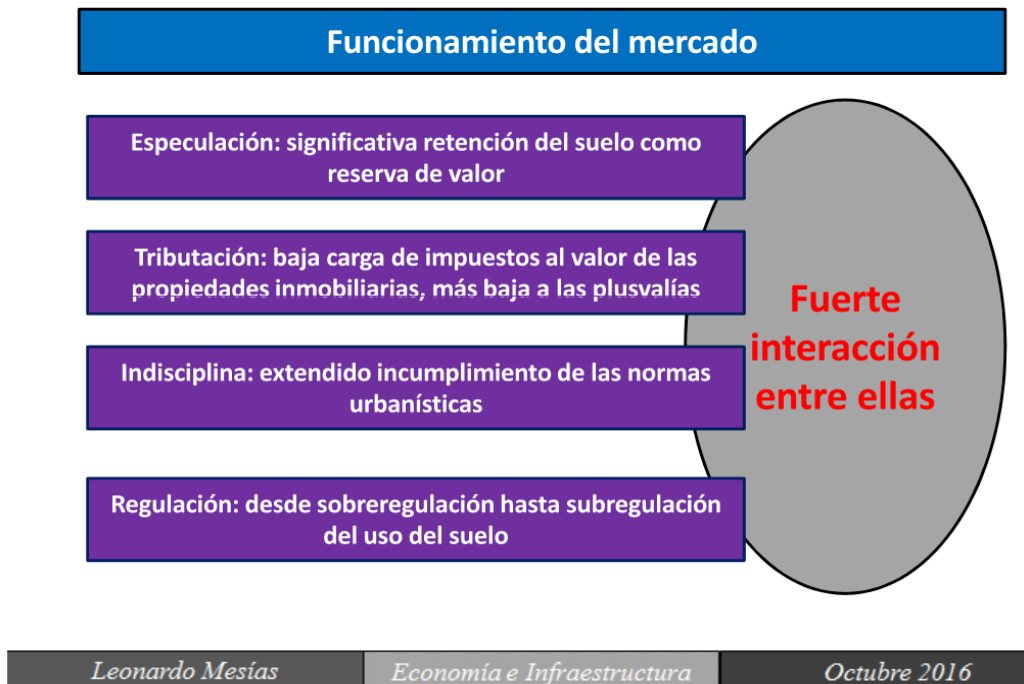 Funcionamiento del mercado
Especulación: significativa retención del suelo como
reserva de valor
Tributación: baja carga de impuestos al valor de las
propiedades inmobiliarias, más baja a las plusvalías
Indisciplina: extendido incumplimiento de las normas
urbanísticas
Regulación: desde sobreregulación hasta subregulación
del uso del suelo
Fuerte
interacción
entre ellas
Leonardo Mesías
Economía e Infraestructura
Octubre 2016